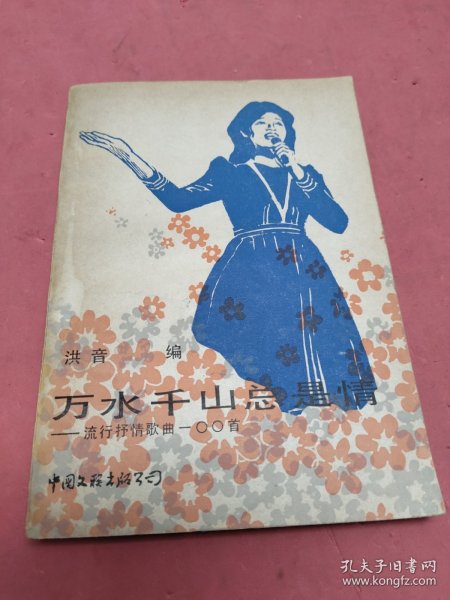 洪音 编
万水千山总是情
——流行抒情歌曲一〇〇首
中国文联出版公司
孔夫子旧书网
www.kongfz.com